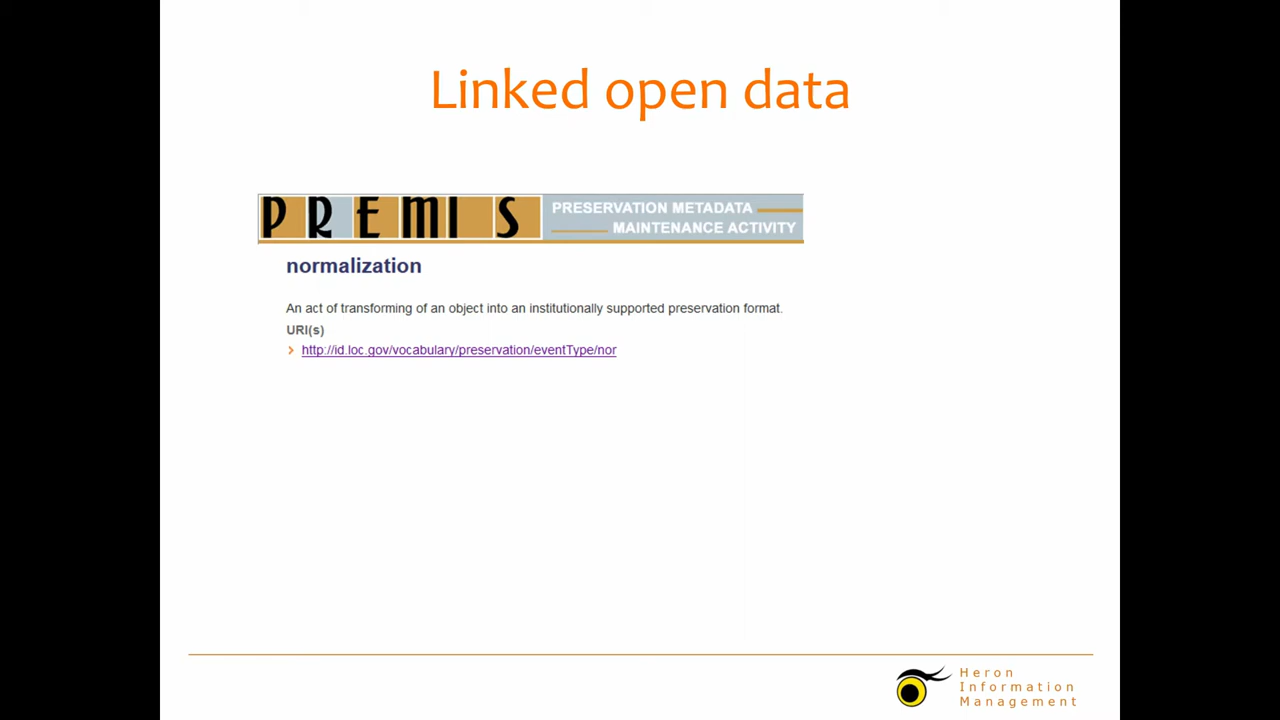 Linked open data
PREMIS
PRESERVATION METADATA
MAINTENANCE ACTIVITY
normalization
An act of transforming of an object into an institutionally supported preservation format.
URI(s)
http://id.loc.gov/vocabulary/preservation/eventType/nor
Heron
Information
Management